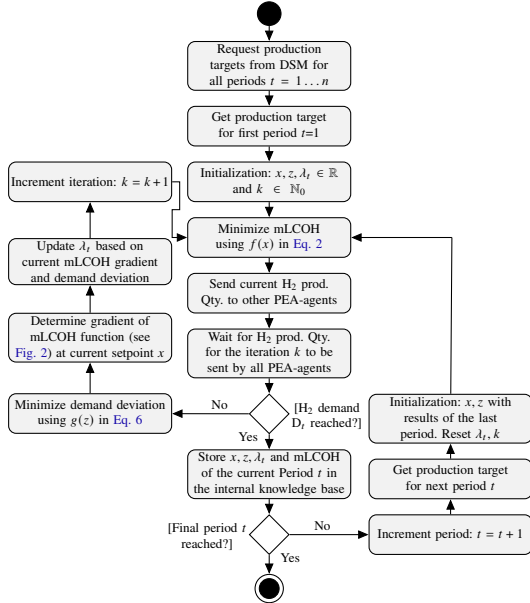 Request production
targets from DSM for
all periods t = 1 … n
Get production target
for first period t=1
Initialization: x, z, λt ∈ ℝ
and k ∈ ℕ0
Minimize mLCOH
using f(x) in Eq. 2
Send current H2 prod.
Qty. to other PEA-agents
Wait for H2 prod. Qty.
for the iteration k to be
sent by all PEA-agents
[H2 demand
Dt reached?]
No
Yes
Minimize demand deviation
using g(z) in Eq. 6
Determine gradient of
mLCOH function (see
Fig. 2) at current setpoint x
Update λt based on
current mLCOH gradient
and demand deviation
Increment iteration: k = k+1
Store x, z, λt and mLCOH
of the current Period t in
the internal knowledge base
[Final period t
reached?]
No
Yes
Increment period: t = t + 1
Get production target
for next period t
Initialization: x, z with
results of the last
period. Reset λt, k